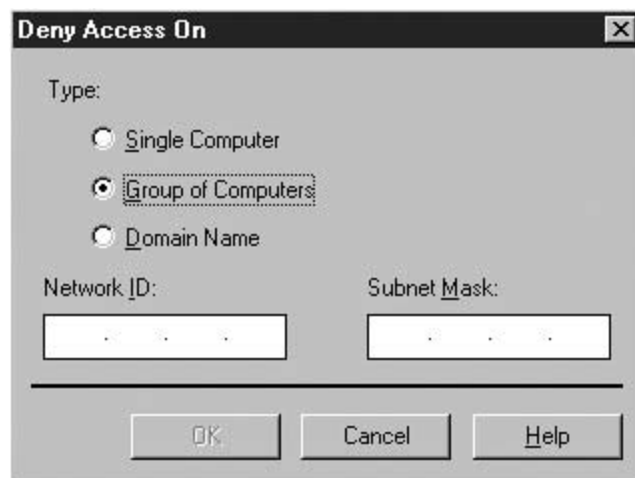 Deny Access On
Type:
Single Computer
Group of Computers
Domain Name
Network ID: Subnet Mask:
. . . . . .
OK Cancel Help